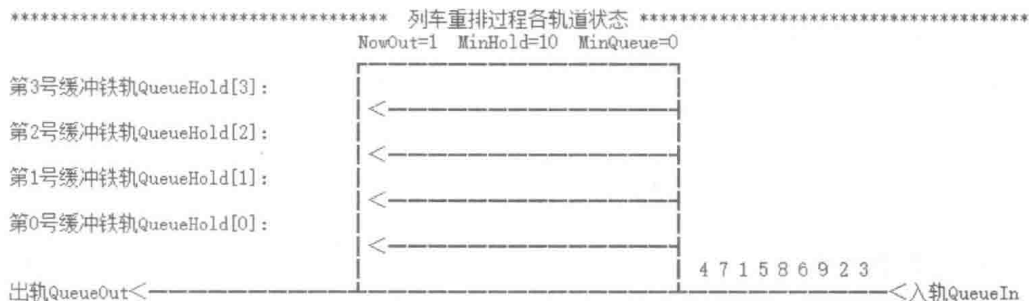 ************************************** 列车重排过程各轨道状态 ***************************************
NowOut=1 MinHold=10 MinQueue=0
第3号缓冲铁轨QueueHold[3]:
第2号缓冲铁轨QueueHold[2]:
第1号缓冲铁轨QueueHold[1]:
第0号缓冲铁轨QueueHold[0]:
4 7 1 5 8 6 9 2 3
出轨QueueOut<————————————————————————<入轨QueueIn